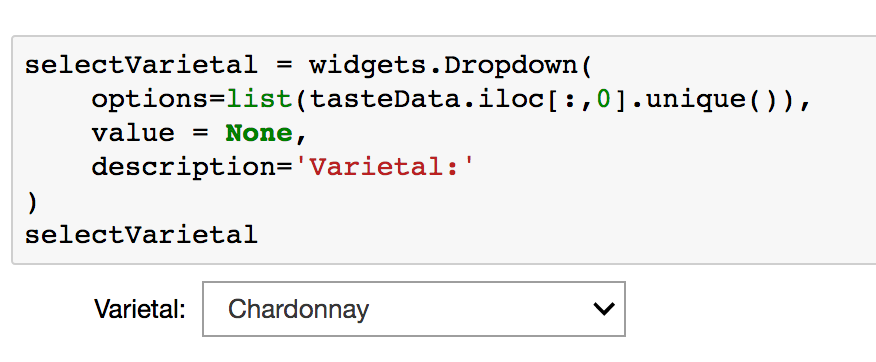 selectVarietal = widgets.Dropdown(
    options=list(tasteData.iloc[:,0].unique()),
    value = None,
    description='Varietal:'
)
selectVarietal
Varietal: Chardonnay